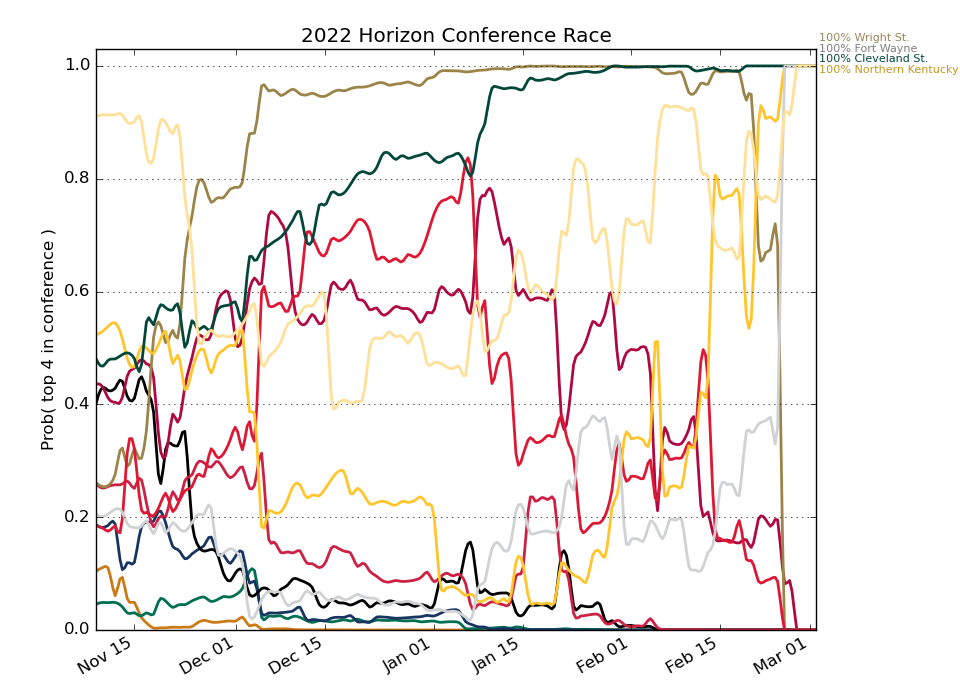 2022 Horizon Conference Race
100% Wright St.
100% Fort Wayne
100% Cleveland St.
100% Northern Kentucky
Prob( top 4 in conference )
1.0
0.8
0.6
0.4
0.2
0.0
Nov 15
Dec 01
Dec 15
Jan 01
Jan 15
Feb 01
Feb 15
Mar 01